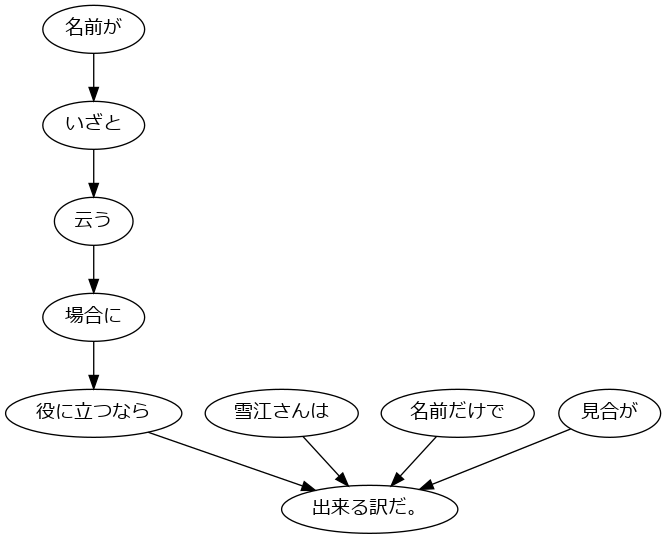 名前が
いざと
云う
場合に
役に立つなら
雪江さんは
名前だけで
見合が
出来る訳だ。